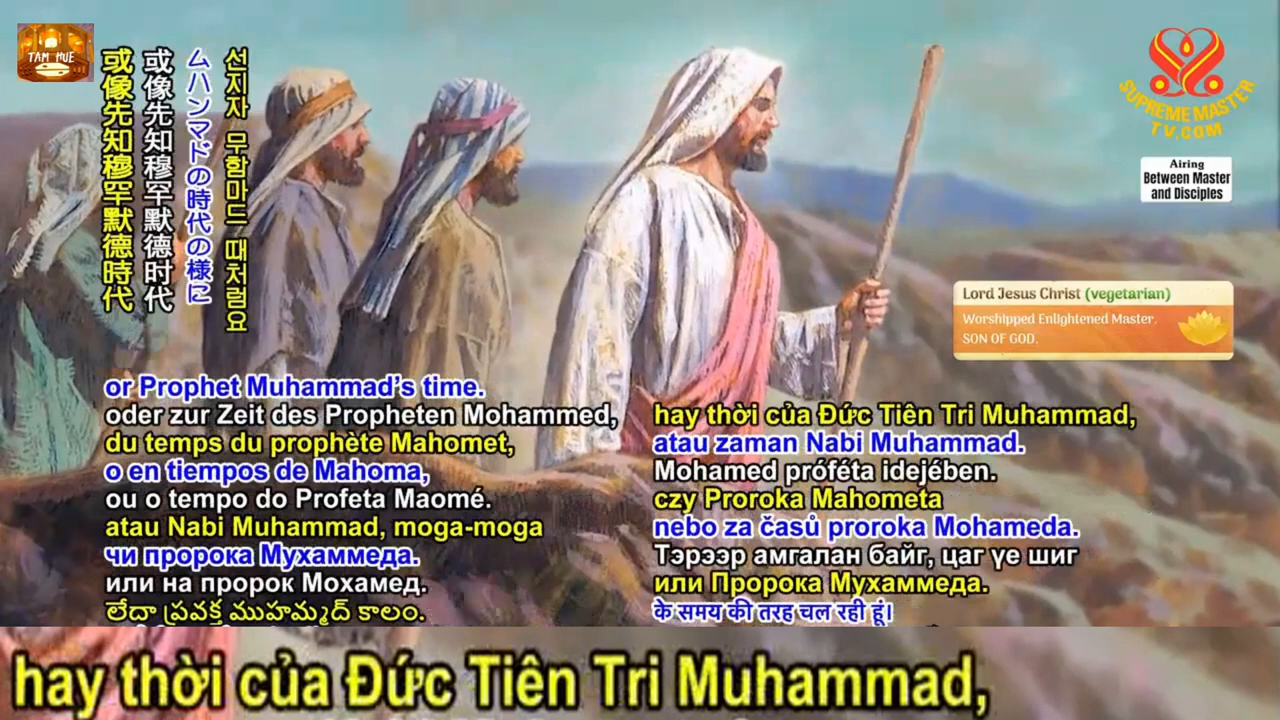 TAM HUE
或像先知穆罕默德時代
或像先知穆罕默德时代
ムハンマドの時代の様に
선지자 무함마드 때처럼요
SUPREME MASTER
TV.COM
Airing
Between Master
and Disciples
Lord Jesus Christ (vegetarian)
Worshipped Enlightened Master,
SON OF GOD.
or Prophet Muhammad's time.
oder zur Zeit des Propheten Mohammed,
du temps du prophète Mahomet,
o en tiempos de Mahoma,
ou o tempo do Profeta Maomé.
atau Nabi Muhammad, moga-moga
чи пророка Мухаммеда.
или на пророк Мохамед.
లేదా ప్రవక్త ముహమ్మద్ కాలం.
hay thời của Đức Tiên Tri Muhammad,
atau zaman Nabi Muhammad.
Mohamed próféta idejében.
czy Proroka Mahometa
nebo za časů proroka Mohameda.
Тэрээр амгалан байг, цаг үе шиг
или Пророка Мухаммеда.
के समय की तरह चल रही हूं।
hay thời của Đức Tiên Tri Muhammad,